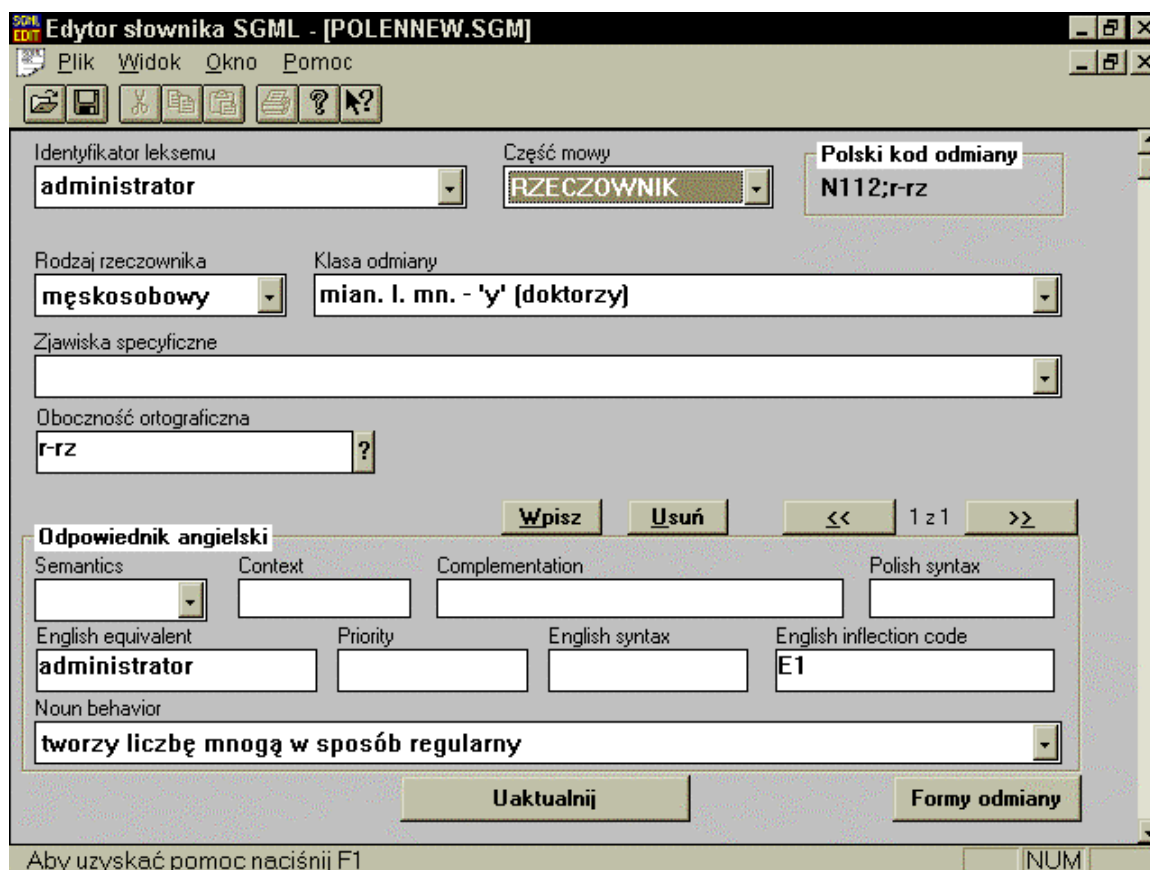 SGML EDIT Edytor słownika SGML - [POLENNEW.SGM]
Plik Widok Okno Pomoc
Identyfikator leksemu Część mowy Polski kod odmiany
administrator RZECZOWNIK N112;r-rz
Rodzaj rzeczownika Klasa odmiany
męskosobowy mian. l. mn. - 'y' (doktorzy)
Zjawiska specyficzne
Oboczność ortograficzna
r-rz ?
Wpisz Usuń << 1 z 1 >>
Odpowiednik angielski
Semantics Context Complementation Polish syntax
English equivalent Priority English syntax English inflection code
administrator E1
Noun behavior
tworzy liczbę mnogą w sposób regularny
Uaktualnij Formy odmiany
Aby uzyskać pomoc naciśnij F1 NUM